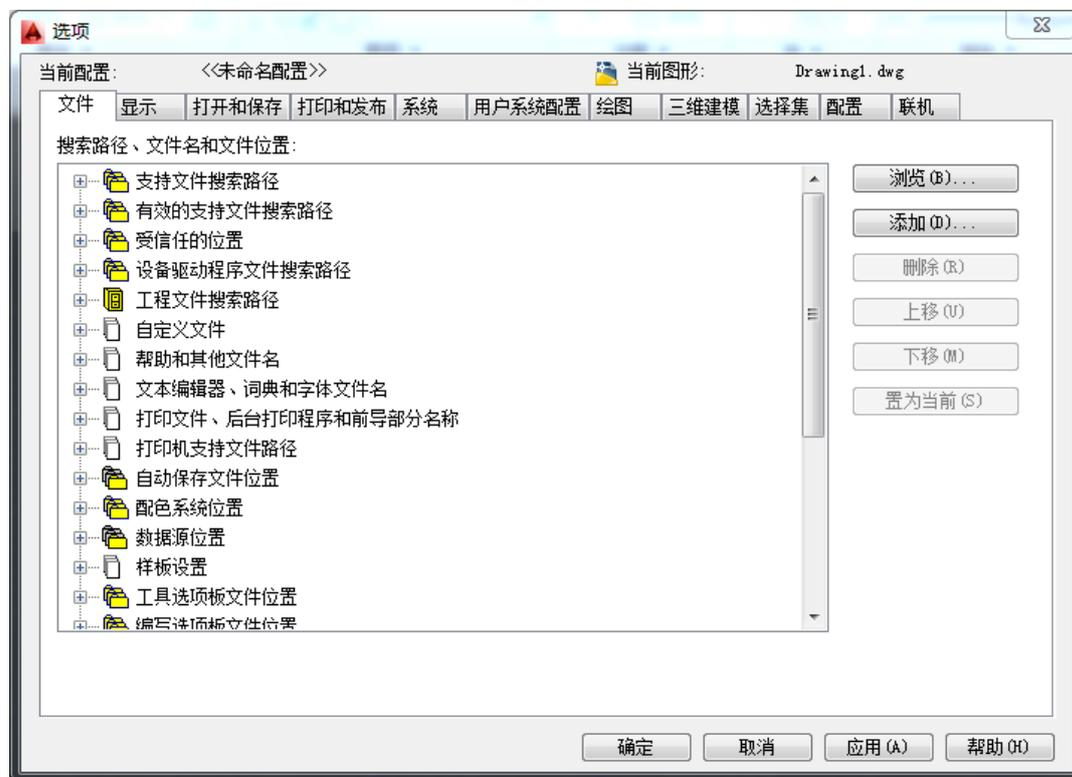 选项
当前配置: <<未命名配置>> 当前图形: Drawing1.dwg
文件 显示 打开和保存 打印和发布 系统 用户系统配置 绘图 三维建模 选择集 配置 联机
搜索路径、文件名和文件位置:
支持文件搜索路径
有效的支持文件搜索路径
受信任的位置
设备驱动程序文件搜索路径
工程文件搜索路径
自定义文件
帮助和其他文件名
文本编辑器、词典和字体文件名
打印文件、后台打印程序和前导部分名称
打印机支持文件路径
自动保存文件位置
配色系统位置
数据源位置
样板设置
工具选项板文件位置
编写选项板文件位置
浏览(B)...
添加(D)...
删除(R)
上移(U)
下移(M)
置为当前(S)
确定 取消 应用(A) 帮助(H)